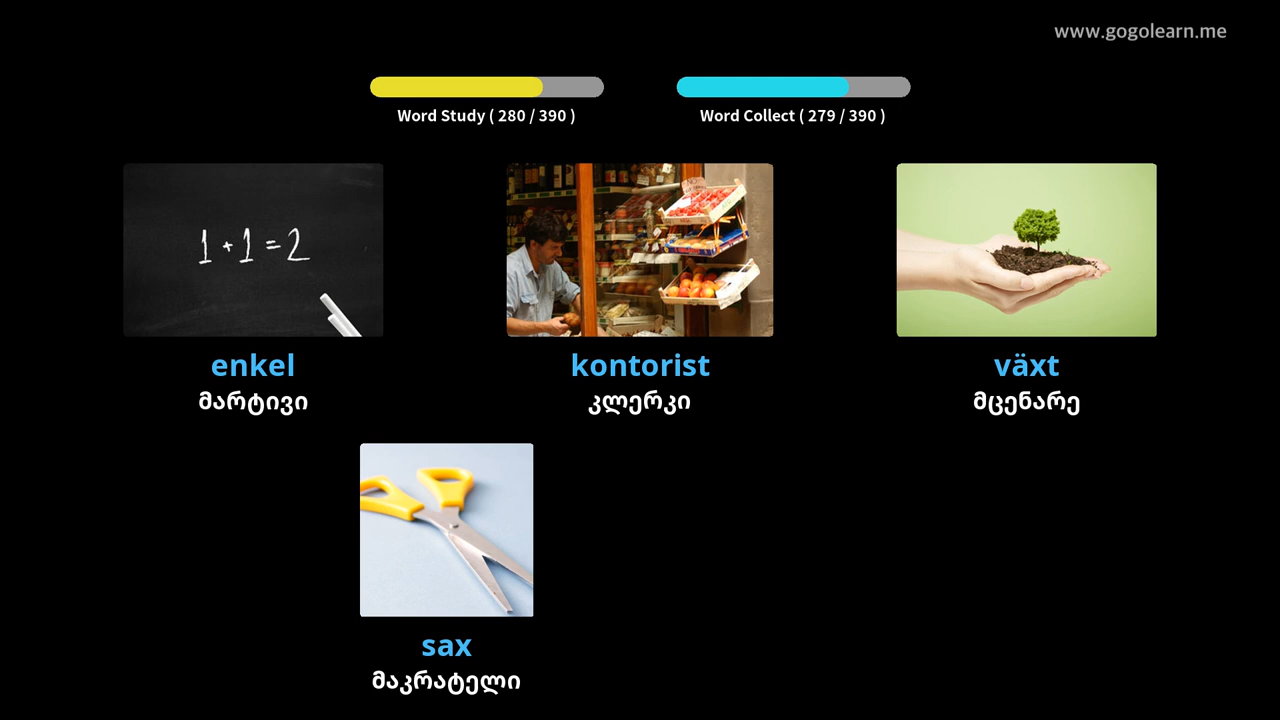 www.gogolearn.me
Word Study ( 280 / 390 )
Word Collect ( 279 / 390 )
1 + 1 = 2
enkel
მარტივი
kontorist
კლერკი
växt
მცენარე
sax
მაკრატელი